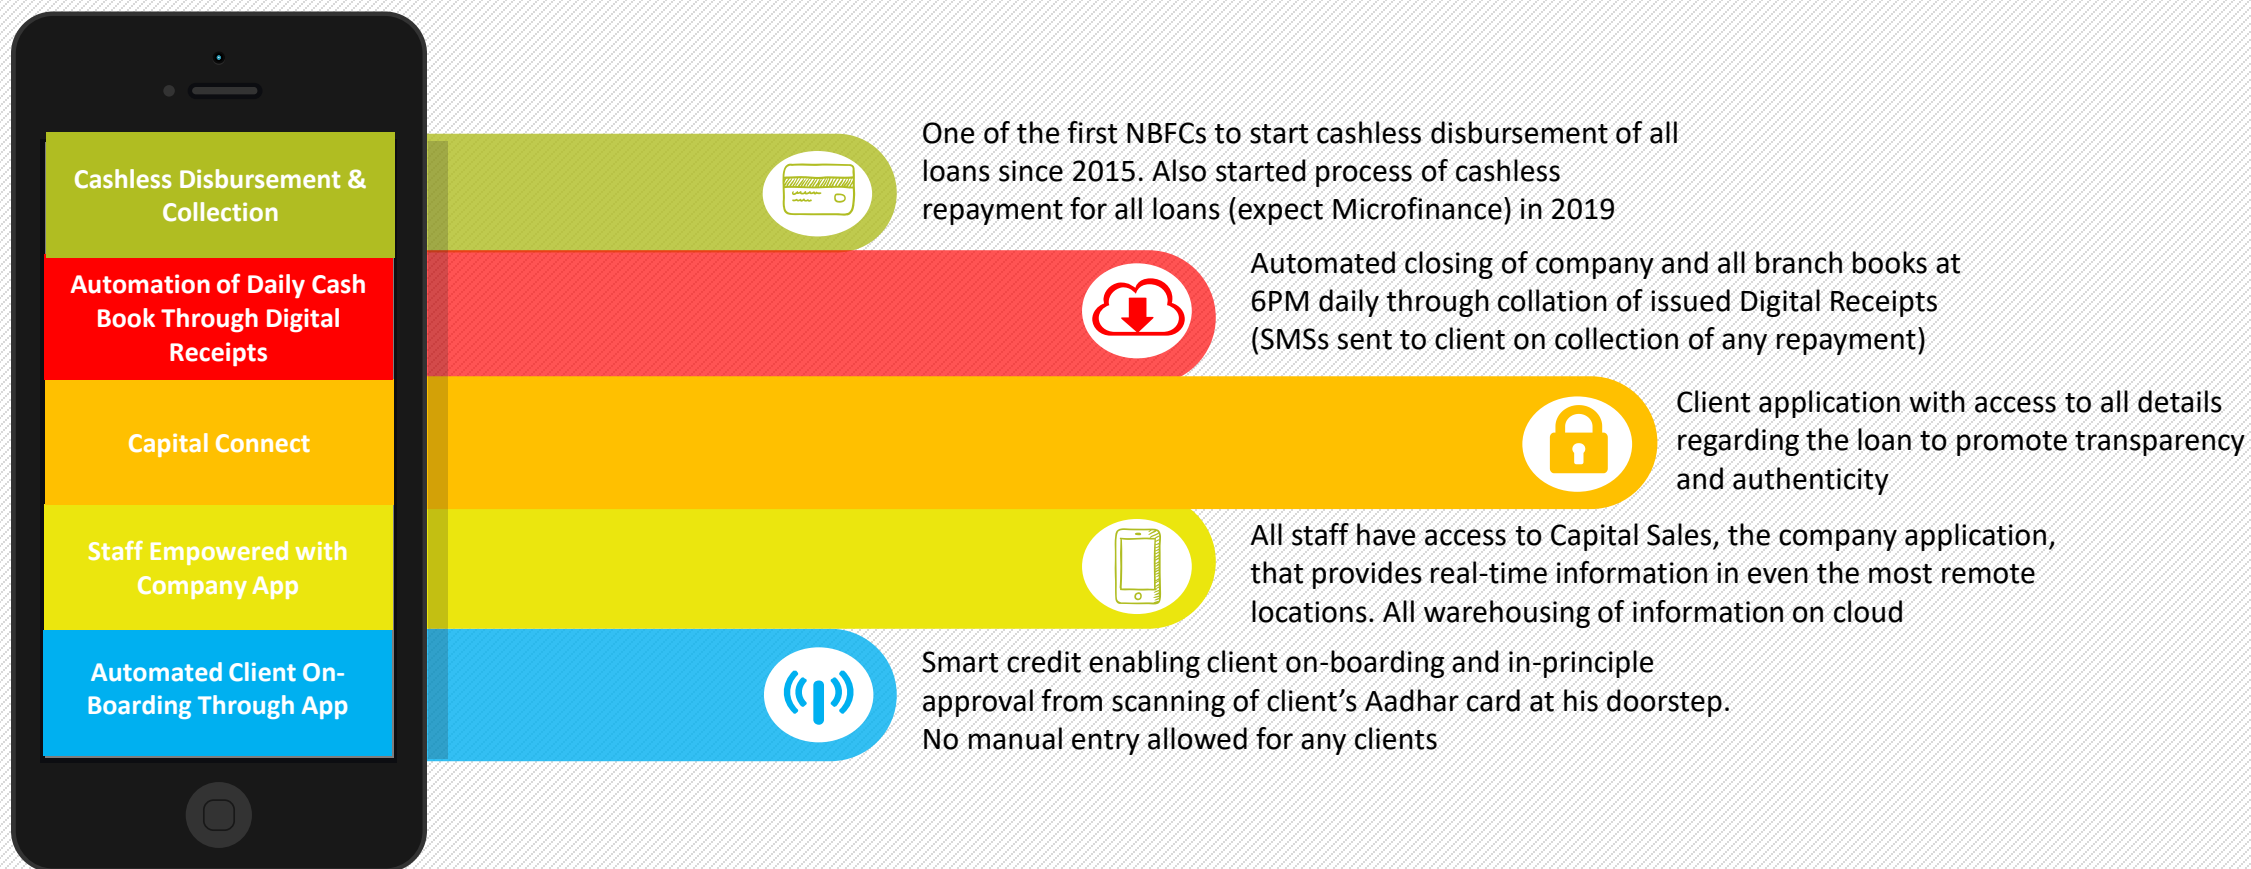 Cashless Disbursement &
Collection
One of the first NBFCs to start cashless disbursement of all
loans since 2015. Also started process of cashless
repayment for all loans (expect Microfinance) in 2019
Automation of Daily Cash
Book Through Digital
Receipts
Automated closing of company and all branch books at
6PM daily through collation of issued Digital Receipts
(SMSs sent to client on collection of any repayment)
Capital Connect
Client application with access to all details
regarding the loan to promote transparency
and authenticity
Staff Empowered with
Company App
All staff have access to Capital Sales, the company application,
that provides real-time information in even the most remote
locations. All warehousing of information on cloud
Automated Client On-
Boarding Through App
Smart credit enabling client on-boarding and in-principle
approval from scanning of client’s Aadhar card at his doorstep.
No manual entry allowed for any clients